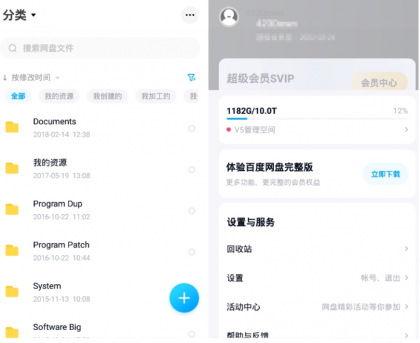 分类
搜索网盘文件
按修改时间
全部 我的资源 我创建的 我加工的 我
Documents
2018-02-14 12:38
我的资源
2017-05-19 13:08
Program Dup
2016-10-22 11:02
Program Patch
2016-10-22 10:44
System
2015-11-13 10:08
Software Big
超级会员SVIP
会员中心
1182G/10.0T 12%
V5管理空间
体验百度网盘完整版
更多功能、更完整的会员权益
立即下载
设置与服务
回收站
设置 帐号、退出
活动中心 网盘精彩活动等你参加
帮助与反馈